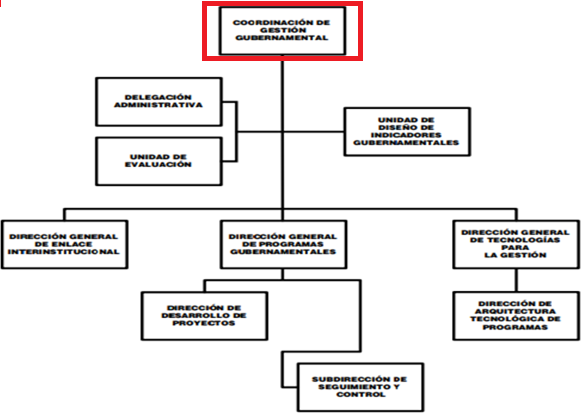 COORDINACIÓN DE
GESTIÓN
GUBERNAMENTAL
DELEGACIÓN
ADMINISTRATIVA
UNIDAD DE
DISEÑO DE
INDICADORES
GUBERNAMENTALES
UNIDAD DE
EVALUACIÓN
DIRECCIÓN GENERAL
DE ENLACE
INTERINSTITUCIONAL
DIRECCIÓN GENERAL
DE PROGRAMAS
GUBERNAMENTALES
DIRECCIÓN GENERAL
DE TECNOLOGÍAS
PARA
LA GESTIÓN
DIRECCIÓN DE
DESARROLLO DE
PROYECTOS
DIRECCIÓN DE
ARQUITECTURA
TECNOLÓGICA DE
PROGRAMAS
SUBDIRECCIÓN DE
SEGUIMIENTO Y
CONTROL